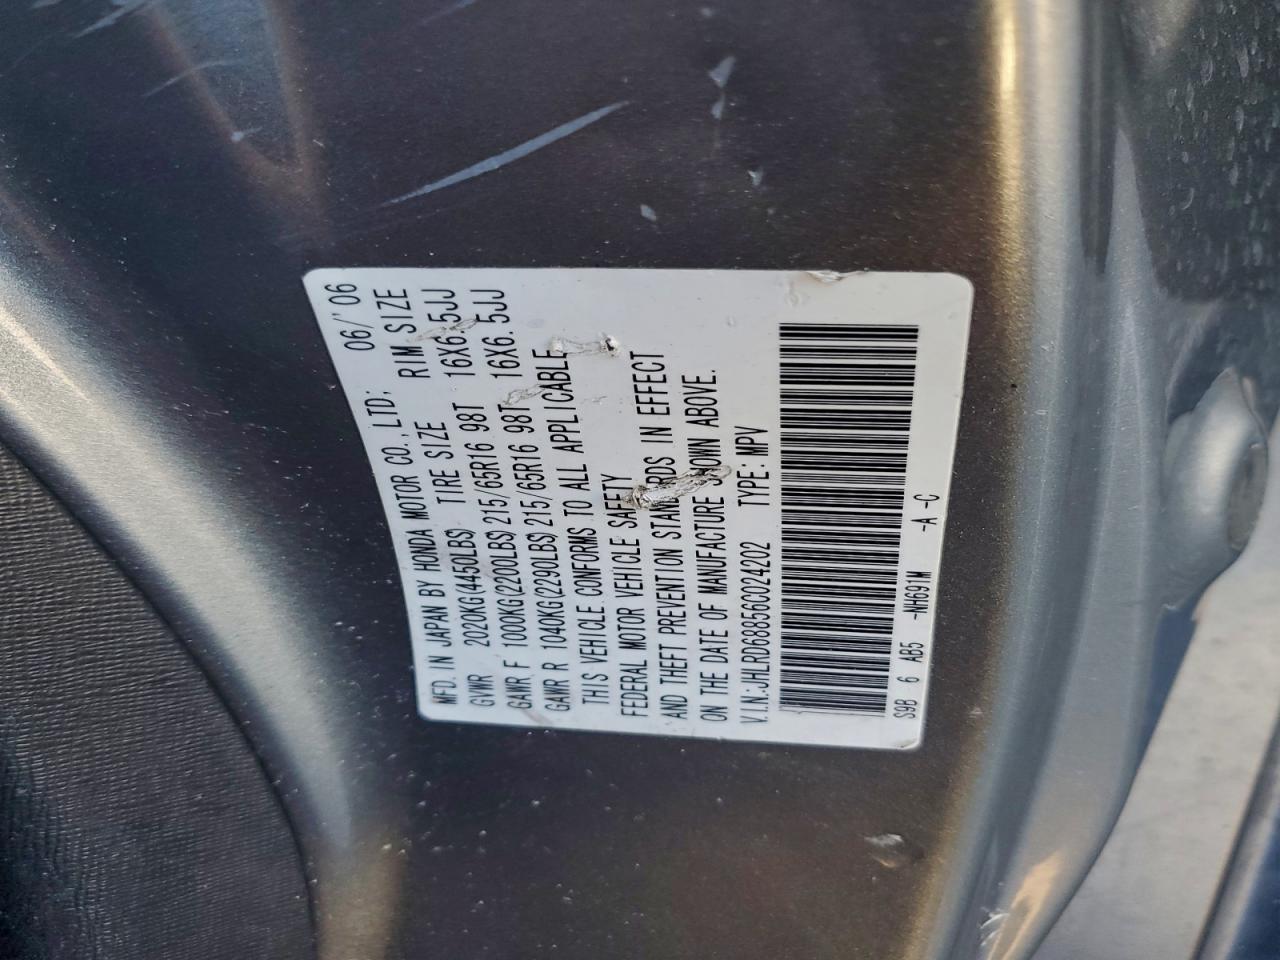 MFD. IN JAPAN BY HONDA MOTOR CO., LTD; 06/'06
GVWR 2020KG(4450LBS) TIRE SIZE RIM SIZE
GAWR F 1000KG(2200LBS) 215/65R16 98T 16X6.5JJ
GAWR R 1040KG(2290LBS) 215/65R16 98T 16X6.5JJ
THIS VEHICLE CONFORMS TO ALL APPLICABLE
FEDERAL MOTOR VEHICLE SAFETY
AND THEFT PREVENTION STANDARDS IN EFFECT
ON THE DATE OF MANUFACTURE SHOWN ABOVE.
V.I.N.:JHLRD68856C024202 TYPE: MPV
S9B 6 AB5 -NH691M -A -C